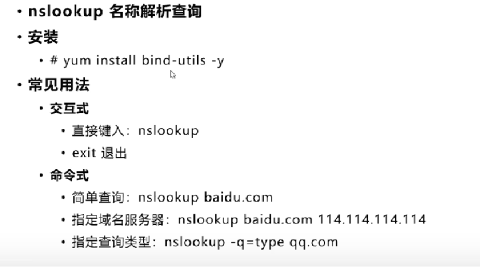 nslookup 名称解析查询
安装
# yum install bind-utils -y
常见用法
交互式
直接键入：nslookup
exit 退出
命令式
简单查询：nslookup baidu.com
指定域名服务器：nslookup baidu.com 114.114.114.114
指定查询类型：nslookup -q=type qq.com